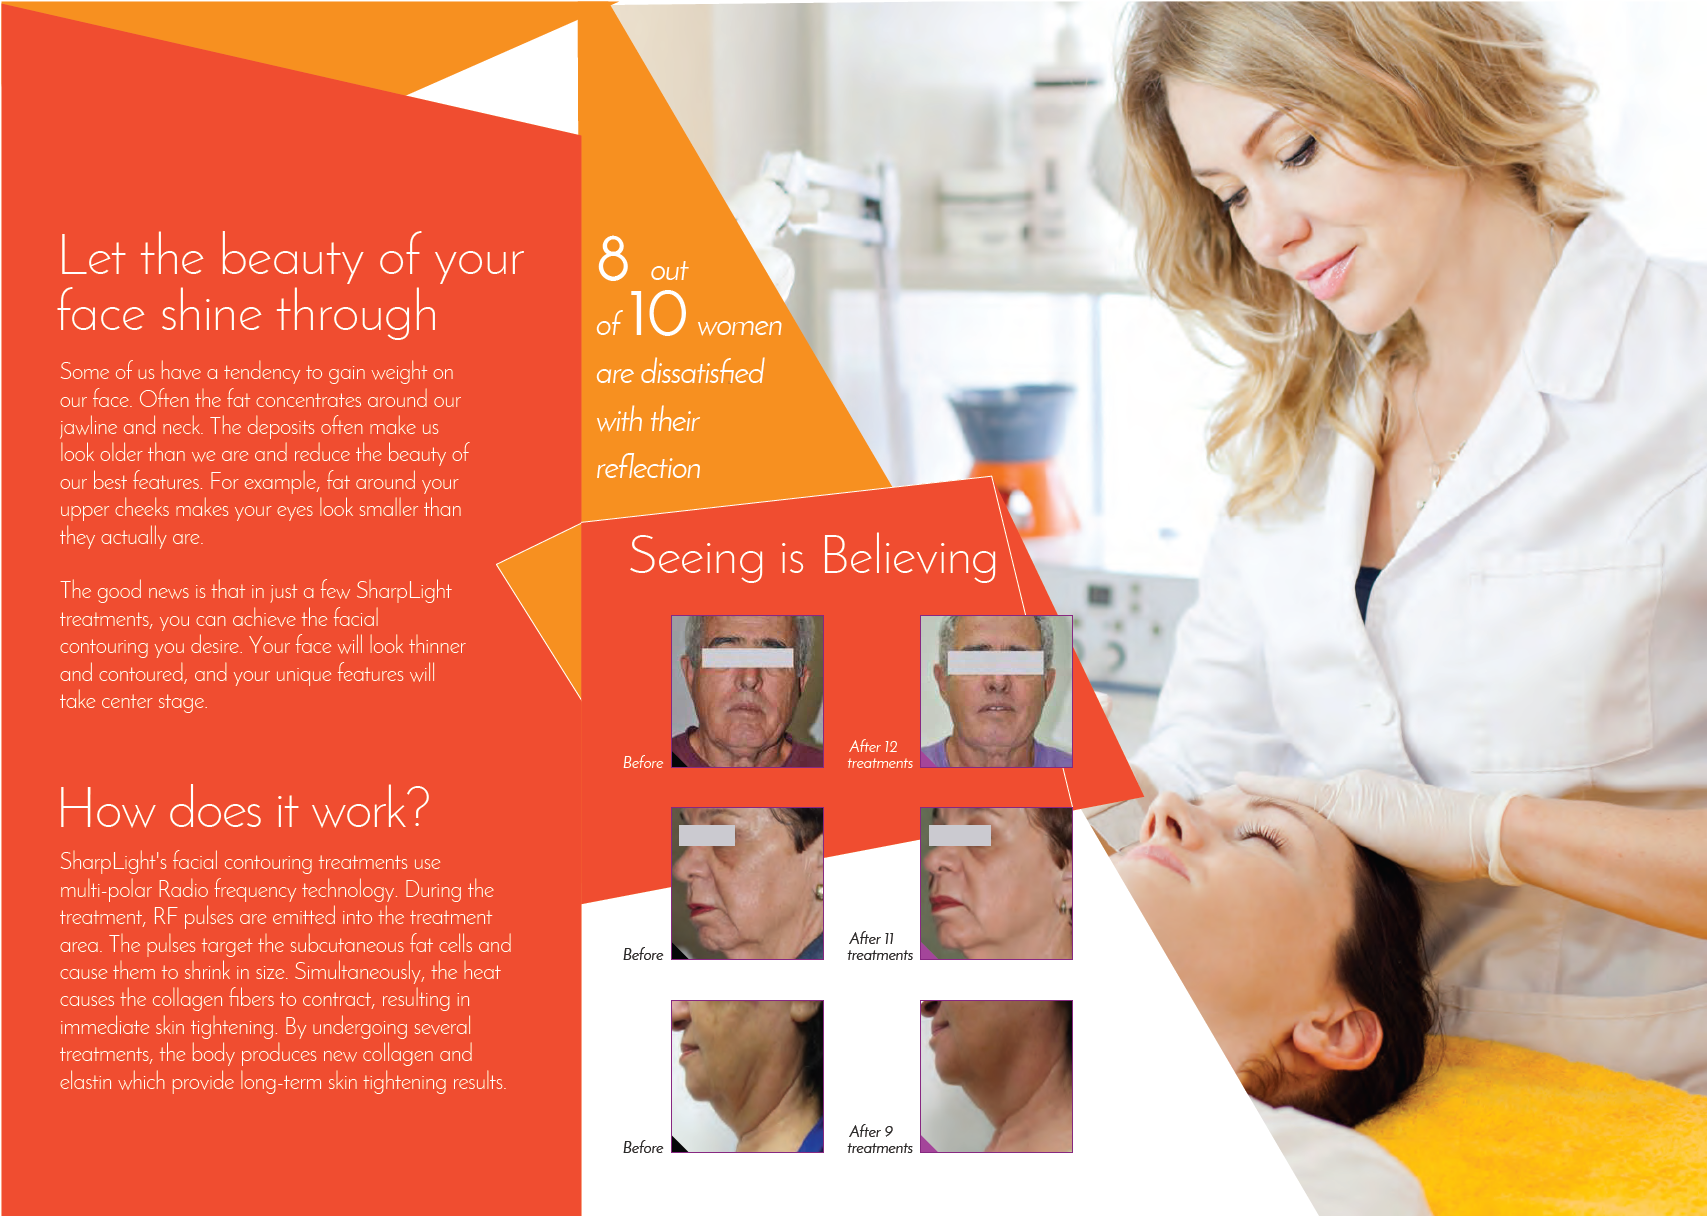 Let the beauty of your
face shine through
Some of us have a tendency to gain weight on
our face. Often the fat concentrates around our
jawline and neck. The deposits often make us
look older than we are and reduce the beauty of
our best features. For example, fat around your
upper cheeks makes your eyes look smaller than
they actually are.
The good news is that in just a few SharpLight
treatments, you can achieve the facial
contouring you desire. Your face will look thinner
and contoured, and your unique features will
take center stage.
How does it work?
SharpLight's facial contouring treatments use
multi-polar Radio frequency technology. During the
treatment, RF pulses are emitted into the treatment
area. The pulses target the subcutaneous fat cells and
cause them to shrink in size. Simultaneously, the heat
causes the collagen fibers to contract, resulting in
immediate skin tightening. By undergoing several
treatments, the body produces new collagen and
elastin which provide long-term skin tightening results.
8 out
of 10 women
are dissatisfied
with their
reflection
Seeing is Believing
Before
After 12
treatments
Before
After 11
treatments
Before
After 9
treatments